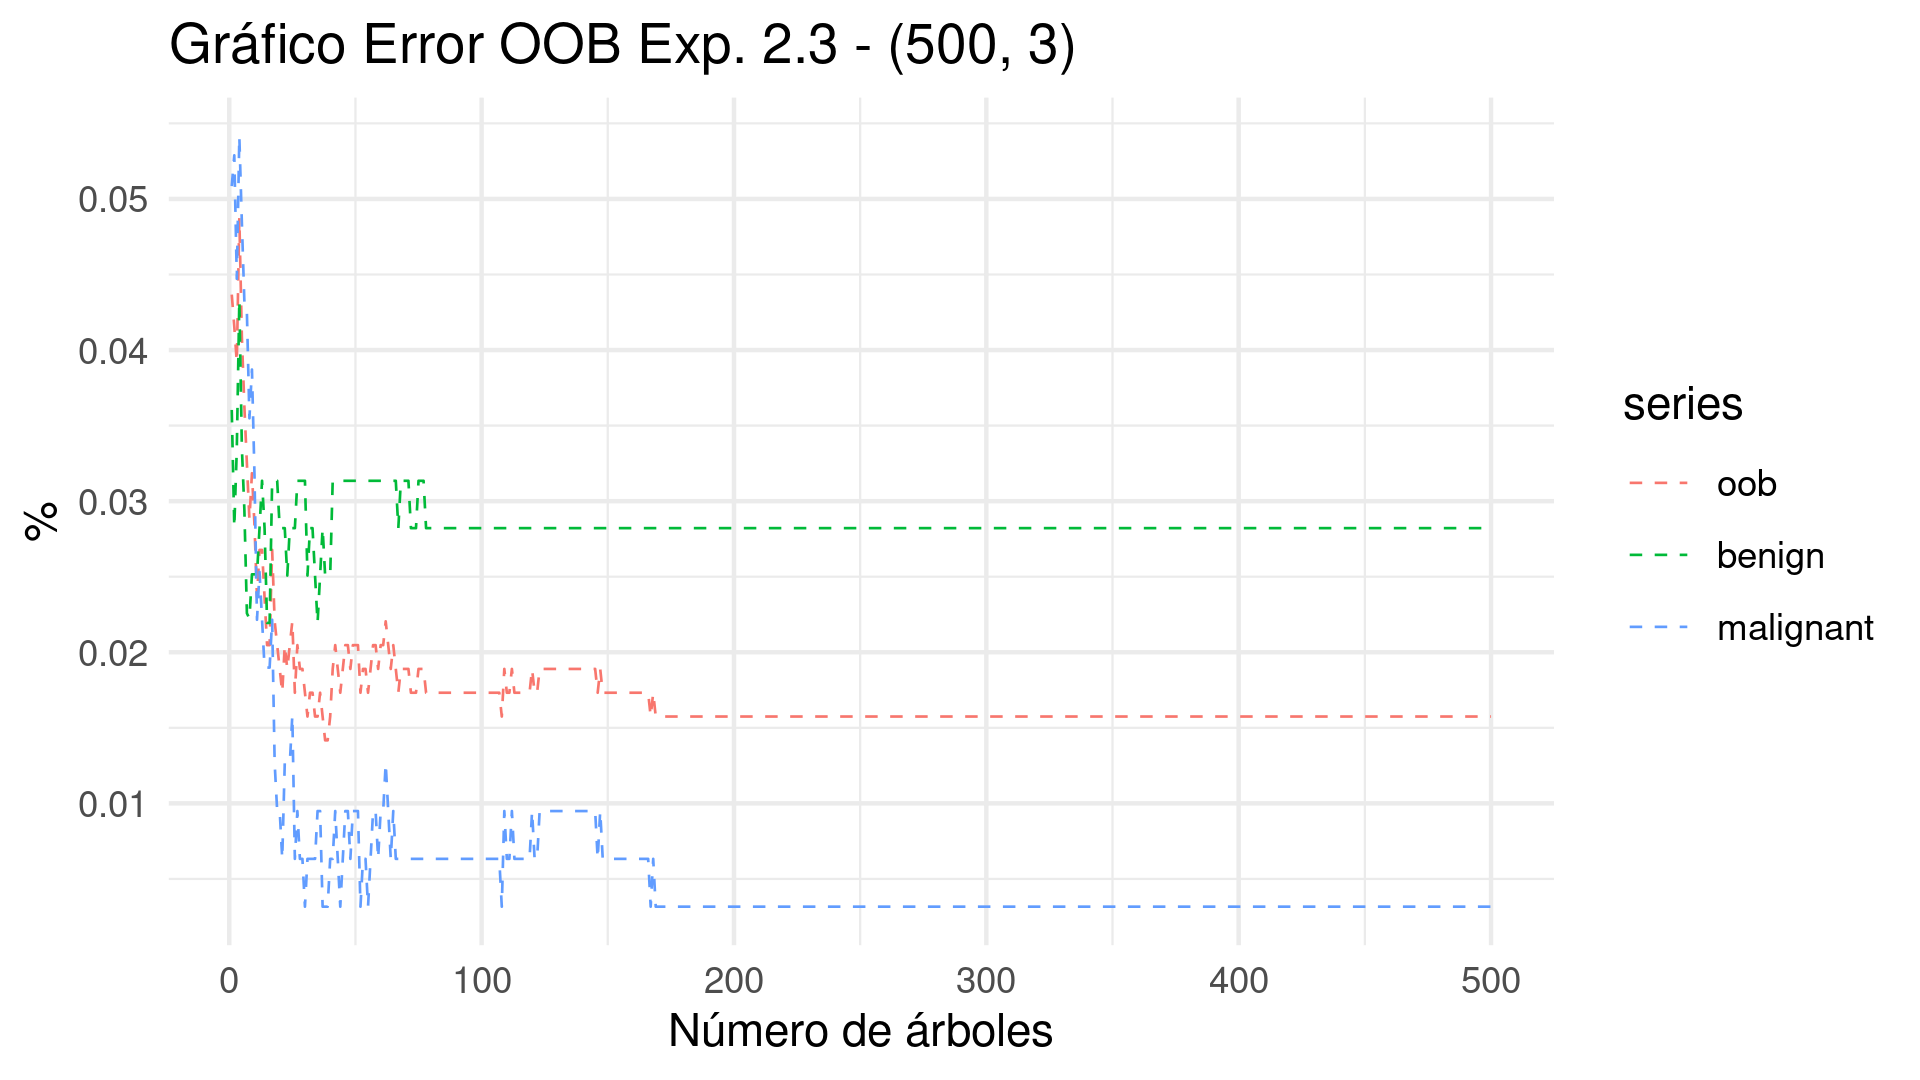 Gráfico Error OOB Exp. 2.3 - (500, 3)
%
0.05
0.04
0.03
0.02
0.01
0 100 200 300 400 500
Número de árboles
series
oob
benign
malignant